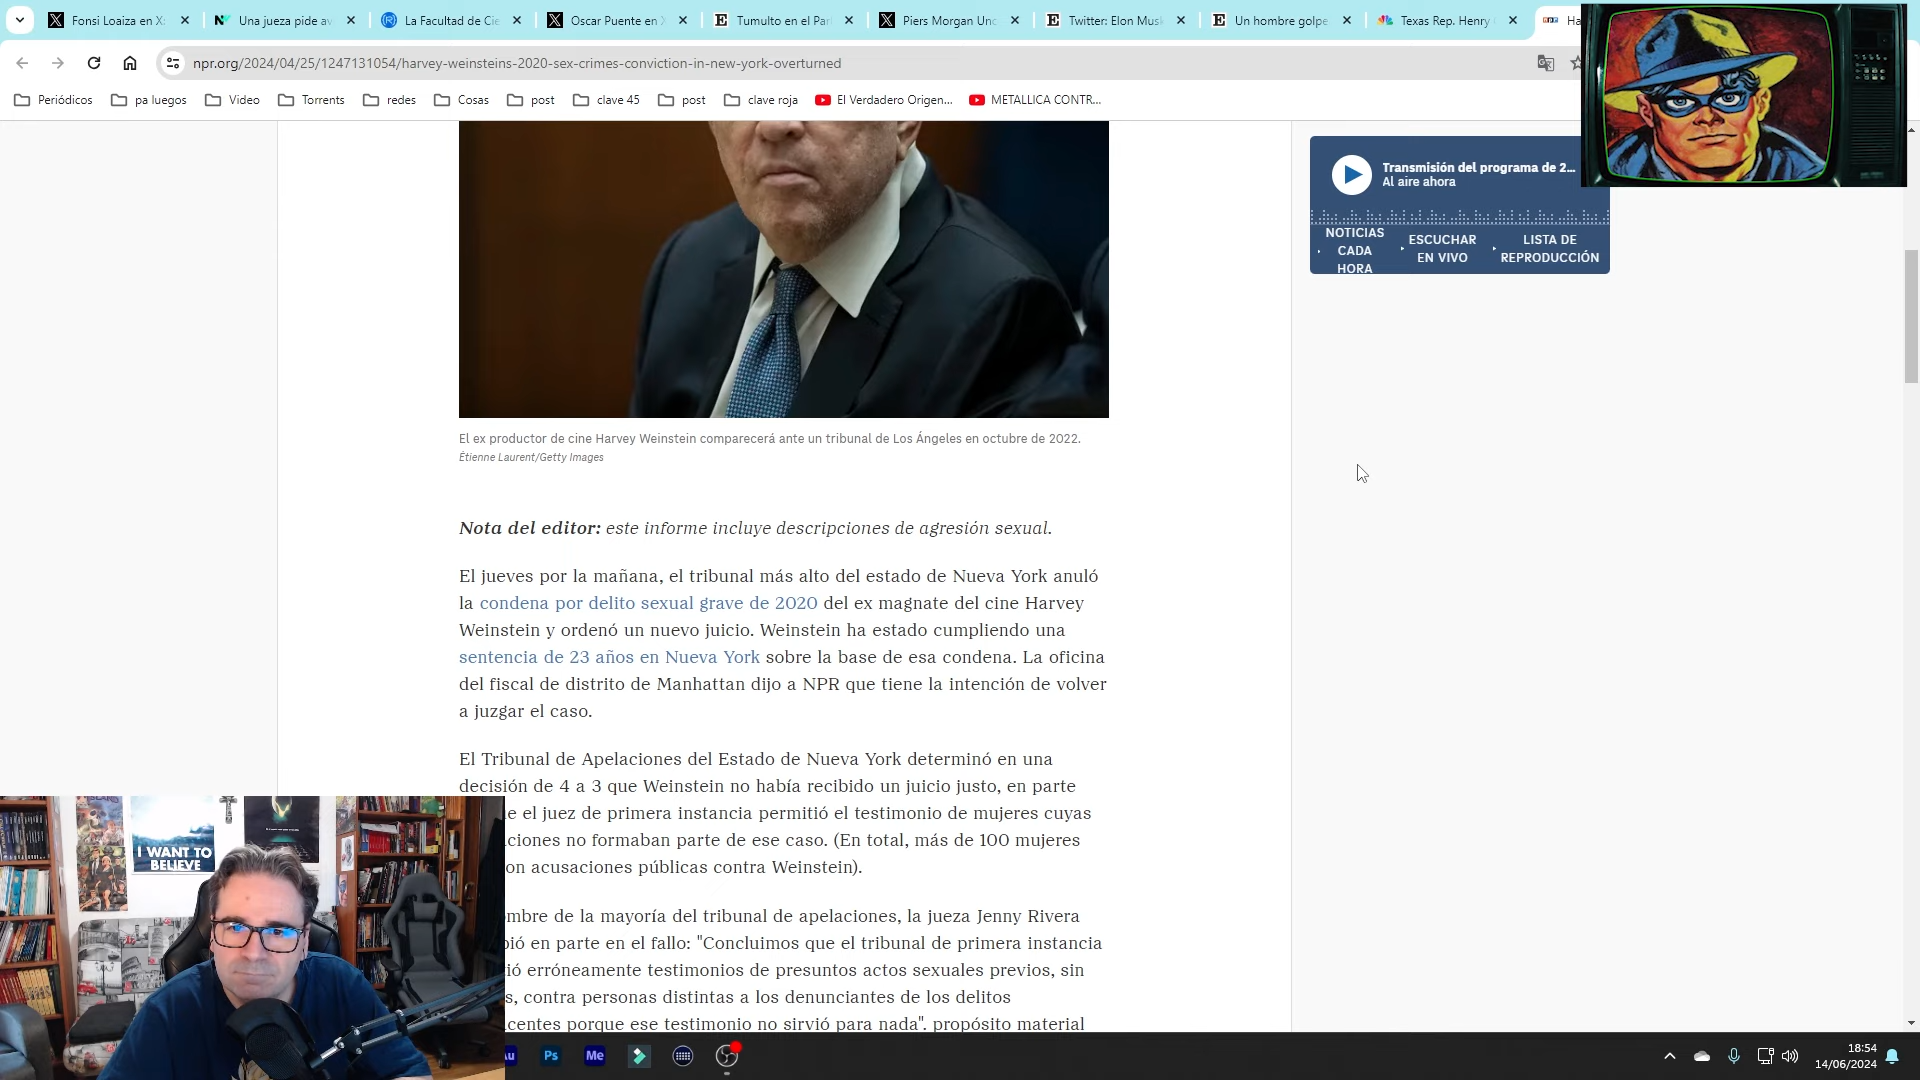 Fonsi Loaiza en X:
Una jueza pide av
La Facultad de Cie
Oscar Puente en X
Tumulto en el Par
Piers Morgan Unc
Twitter: Elon Musk
Un hombre golpe
Texas Rep. Henry
Ha
npr.org/2024/04/25/1247131054/harvey-weinsteins-2020-sex-crimes-conviction-in-new-york-overturned
Periódicos
pa luegos
Video
Torrents
redes
Cosas
post
clave 45
post
clave roja
El Verdadero Origen...
METALLICA CONTR...
Transmisión del programa de 2...
Al aire ahora
NOTICIAS CADA HORA
ESCUCHAR EN VIVO
LISTA DE REPRODUCCIÓN
El ex productor de cine Harvey Weinstein comparecerá ante un tribunal de Los Ángeles en octubre de 2022.
Étienne Laurent/Getty Images
Nota del editor: este informe incluye descripciones de agresión sexual.
El jueves por la mañana, el tribunal más alto del estado de Nueva York anuló
la condena por delito sexual grave de 2020 del ex magnate del cine Harvey
Weinstein y ordenó un nuevo juicio. Weinstein ha estado cumpliendo una
sentencia de 23 años en Nueva York sobre la base de esa condena. La oficina
del fiscal de distrito de Manhattan dijo a NPR que tiene la intención de volver
a juzgar el caso.
El Tribunal de Apelaciones del Estado de Nueva York determinó en una
decisión de 4 a 3 que Weinstein no había recibido un juicio justo, en parte
e el juez de primera instancia permitió el testimonio de mujeres cuyas
ciones no formaban parte de ese caso. (En total, más de 100 mujeres
on acusaciones públicas contra Weinstein).
mbre de la mayoría del tribunal de apelaciones, la jueza Jenny Rivera
bió en parte en el fallo: "Concluimos que el tribunal de primera instancia
ió erróneamente testimonios de presuntos actos sexuales previos, sin
s, contra personas distintas a los denunciantes de los delitos
centes porque ese testimonio no sirvió para nada". propósito material
I WANT TO
BELIEVE
Au
Ps
Me
18:54
14/06/2024